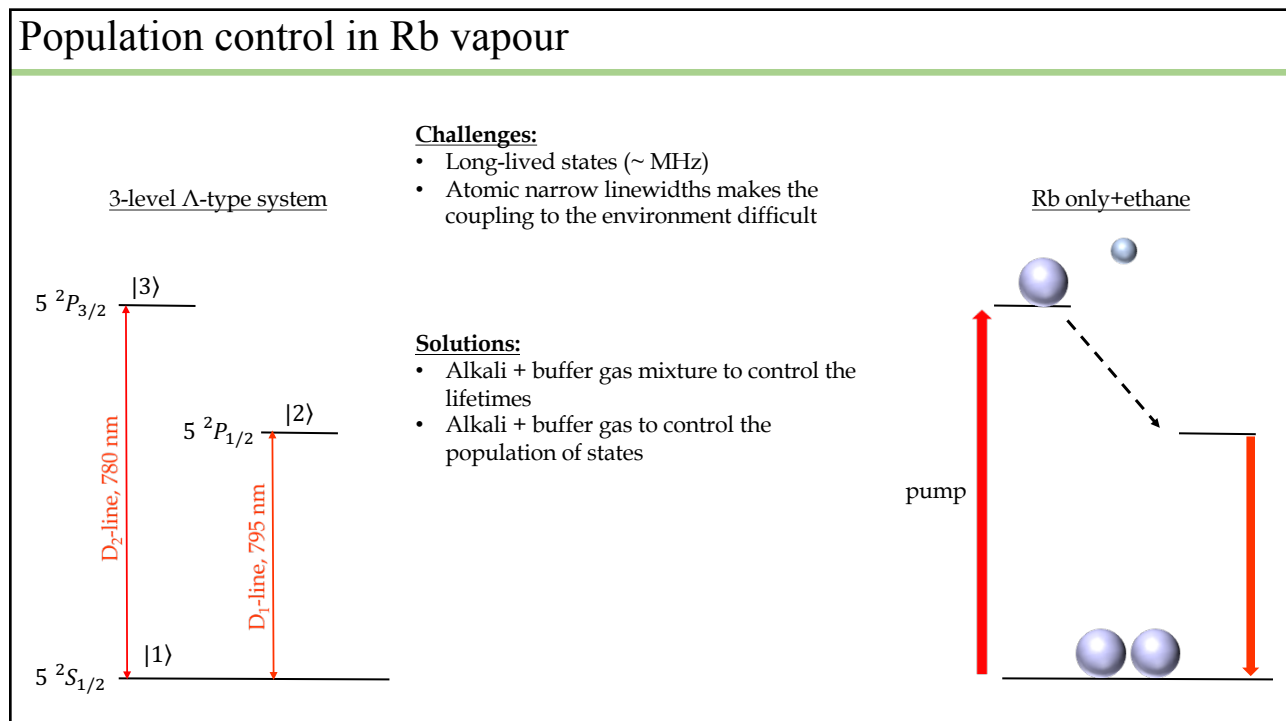 Population control in Rb vapour
3-level Λ-type system
5 ²P₃/₂
|3⟩
5 ²P₁/₂
|2⟩
D₂-line, 780 nm
D₁-line, 795 nm
|1⟩
5 ²S₁/₂
Challenges:
• Long-lived states (~ MHz)
• Atomic narrow linewidths makes the
coupling to the environment difficult
Solutions:
• Alkali + buffer gas mixture to control the
lifetimes
• Alkali + buffer gas to control the
population of states
Rb only+ethane
pump